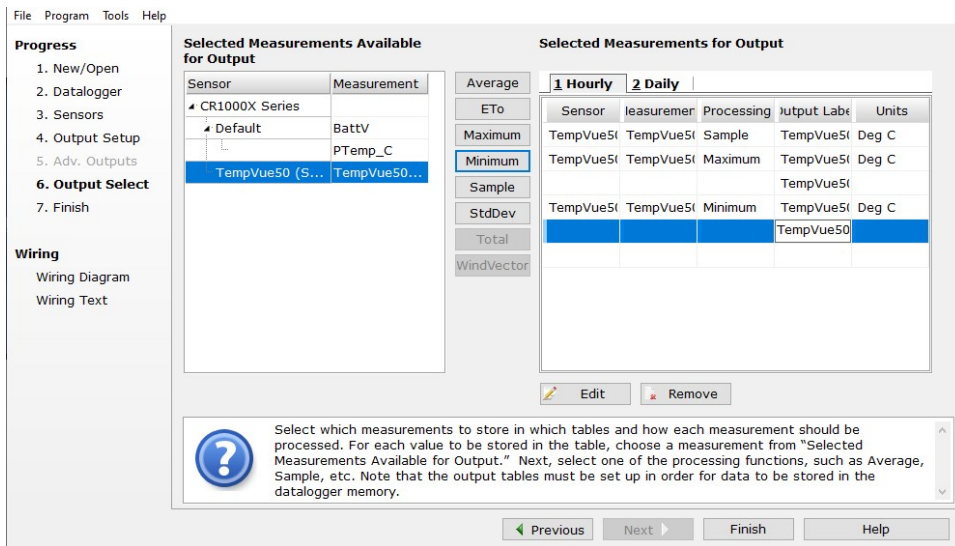 File Program Tools Help
Progress
1. New/Open
2. Datalogger
3. Sensors
4. Output Setup
5. Adv. Outputs
6. Output Select
7. Finish
Wiring
Wiring Diagram
Wiring Text
Selected Measurements Available
for Output
Sensor Measurement
CR1000X Series
Default BattV
PTemp_C
TempVue50 (S... TempVue50...
Average
ETo
Maximum
Minimum
Sample
StdDev
Total
WindVector
Selected Measurements for Output
1 Hourly 2 Daily
Sensor Processing Units
TempVue5 TempVue5 Sample TempVue5 Deg C
TempVue5 TempVue5 Maximum TempVue5 Deg C
TempVue5
TempVue5 TempVue5 Minimum TempVue5 Deg C
TempVue50
Edit Remove
Select which measurements to store in which tables and how each measurement should be
processed. For each value to be stored in the table, choose a measurement from “Selected
Measurements Available for Output.” Next, select one of the processing functions, such as Average,
Sample, etc. Note that the output tables must be set up in order for data to be stored in the
datalogger memory.
Previous Next Finish Help